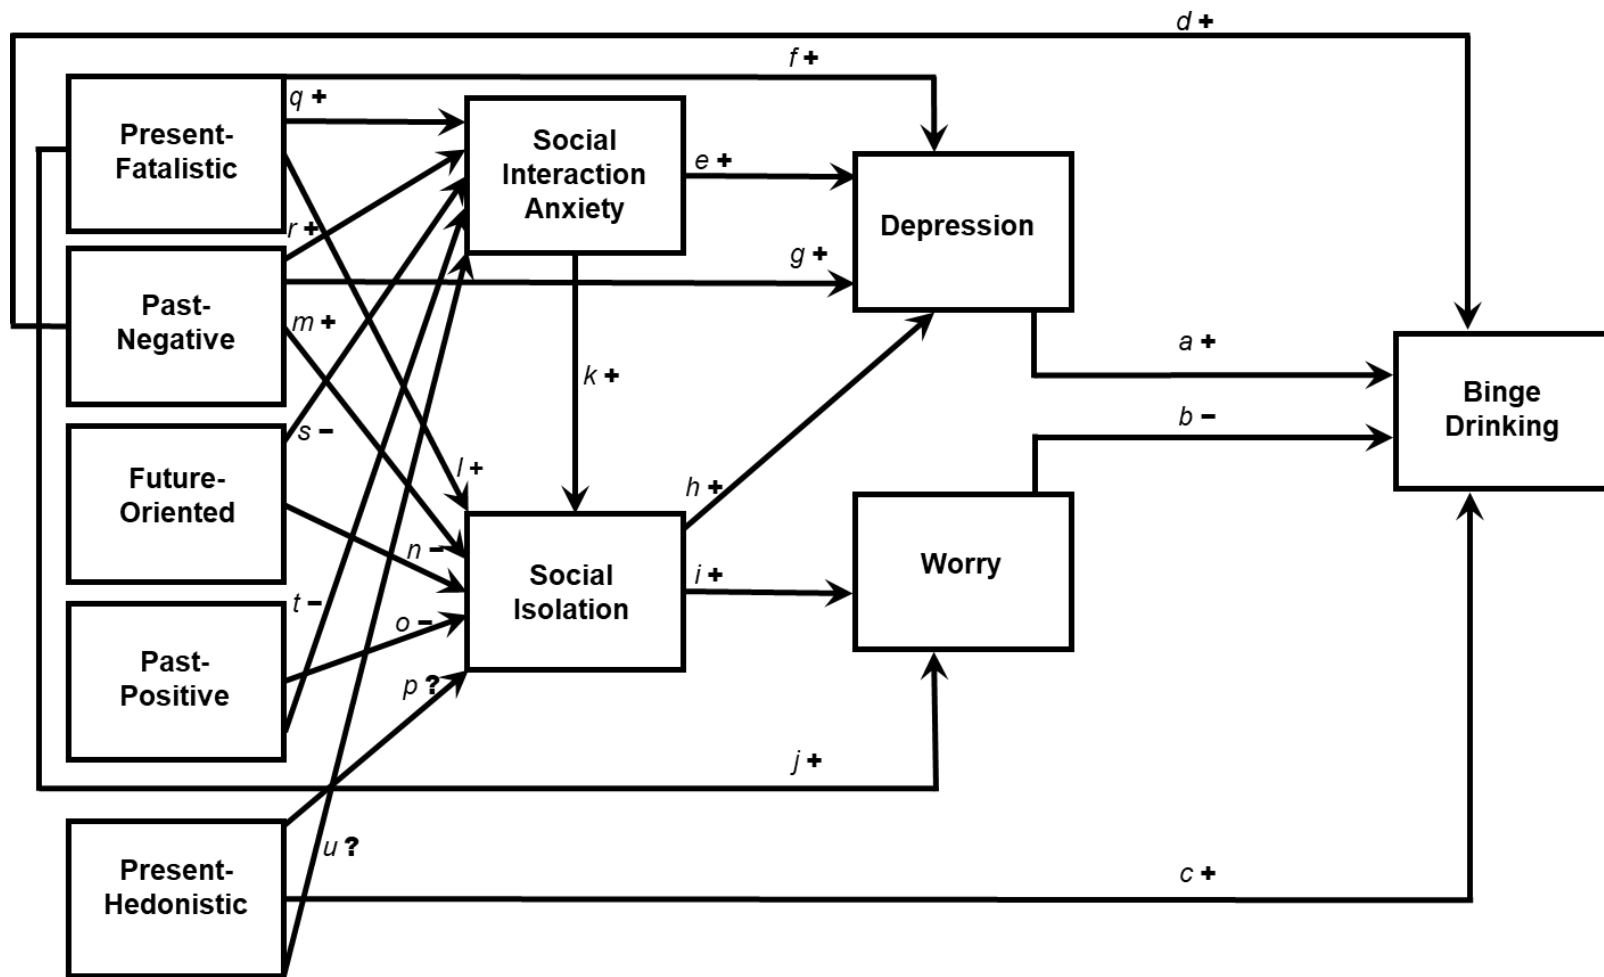 d +
f +
q +
Present-
Fatalistic
Social
Interaction
Anxiety
e +
Depression
r +
g +
Past-
Negative
m +
a +
k +
Binge
Drinking
b −
s −
Future-
Oriented
l +
h +
n −
Social
Isolation
i +
Worry
t −
o −
Past-
Positive
p ?
j +
u ?
Present-
Hedonistic
c +